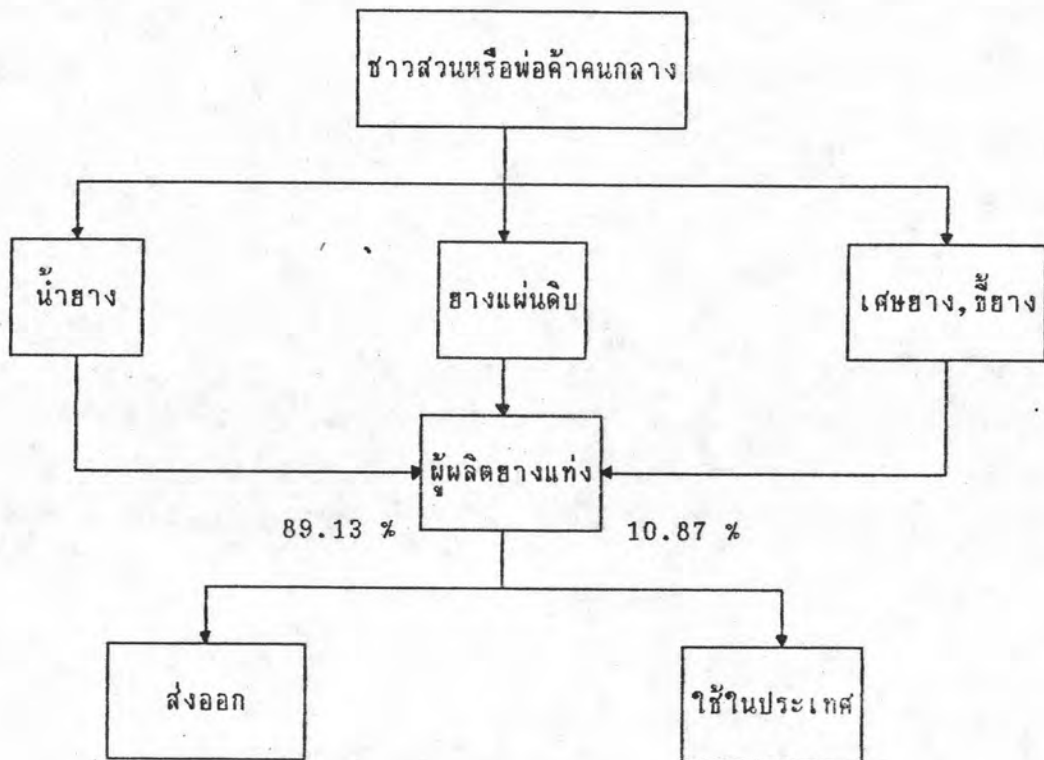 ชาวสวนหรือพ่อค้าคนกลาง
น้ำยาง
ยางแผ่นดิบ
เศษยาง,ขี้ยาง
ผู้ผลิตยางแท่ง
89.13 %
10.87 %
ส่งออก
ใช้ในประเทศ